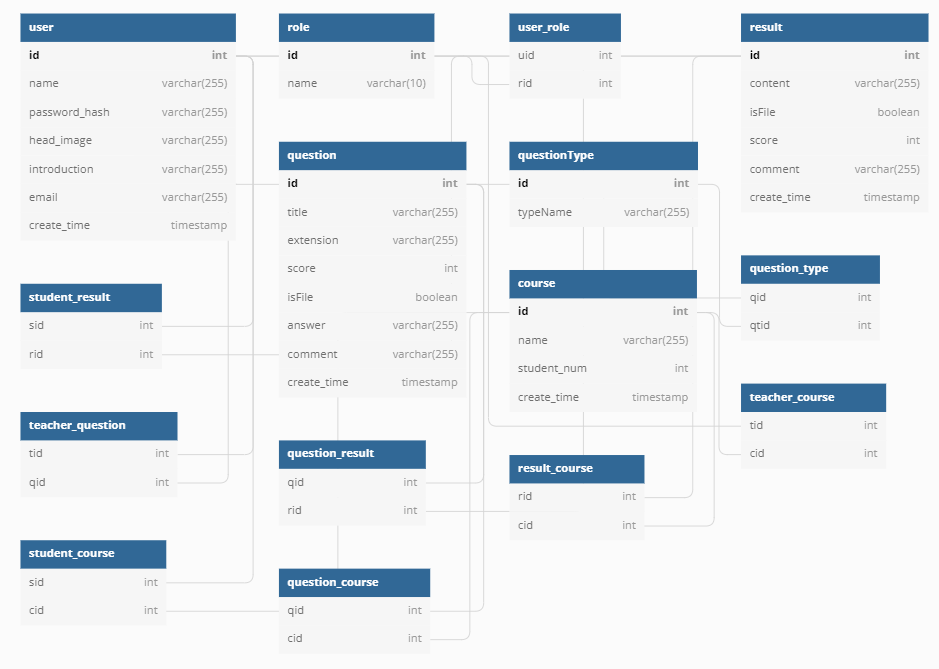 user
id int
name varchar(255)
password_hash varchar(255)
head_image varchar(255)
introduction varchar(255)
email varchar(255)
create_time timestamp
student_result
sid int
rid int
teacher_question
tid int
qid int
student_course
sid int
cid int
role
id int
name varchar(10)
question
id int
title varchar(255)
extension varchar(255)
score int
isFile boolean
answer varchar(255)
comment varchar(255)
create_time timestamp
question_result
qid int
rid int
question_course
qid int
cid int
user_role
uid int
rid int
questionType
id int
typeName varchar(255)
course
id int
name varchar(255)
student_num int
create_time timestamp
result_course
rid int
cid int
result
id int
content varchar(255)
isFile boolean
score int
comment varchar(255)
create_time timestamp
question_type
qid int
qtid int
teacher_course
tid int
cid int